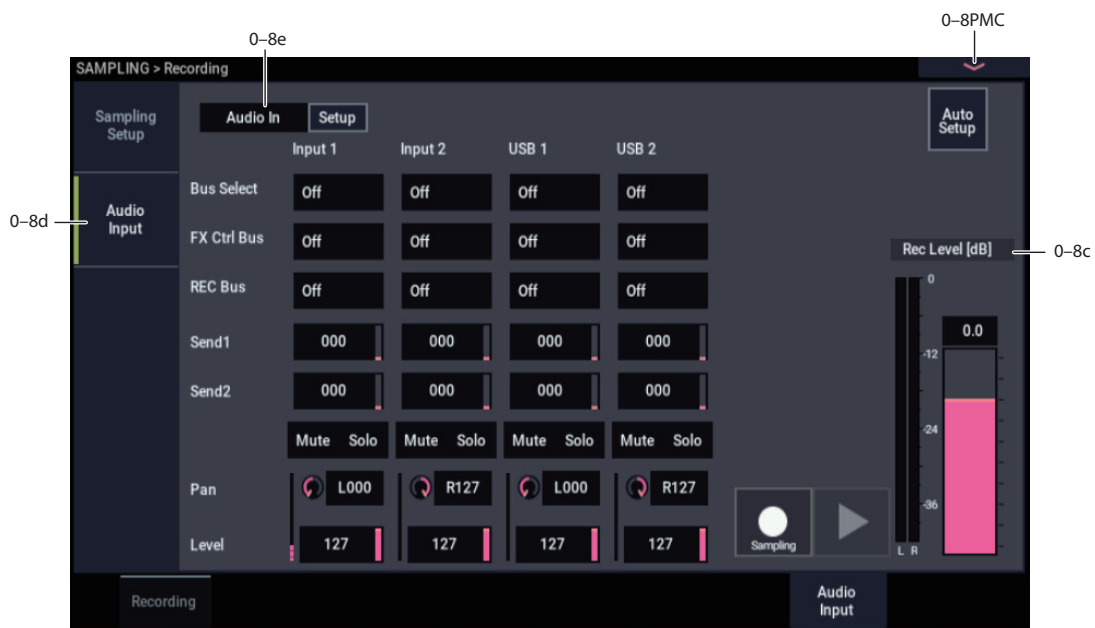 0–8PMC
0–8e
SAMPLING > Recording
Sampling Setup
Audio In Setup
Auto Setup
Input 1 Input 2 USB 1 USB 2
Bus Select Off Off Off Off
0–8d
Audio Input
FX Ctrl Bus Off Off Off Off
Rec Level [dB]
0–8c
REC Bus Off Off Off Off
0
Send1 000 000 000 000
0.0
-12
Send2 000 000 000 000
-24
Mute Solo Mute Solo Mute Solo Mute Solo
Pan L000 R127 L000 R127
-36
Level 127 127 127 127
Sampling
L R
Recording
Audio Input